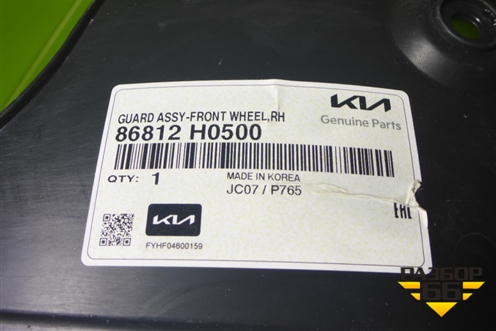 GUARD ASSY-FRONT WHEEL,RH
KIA
86812 H0500
Genuine Parts
QTY: 1
MADE IN KOREA
JC07 / P765
KIA
EAC
FYHF04600159
РАЗБОР
66